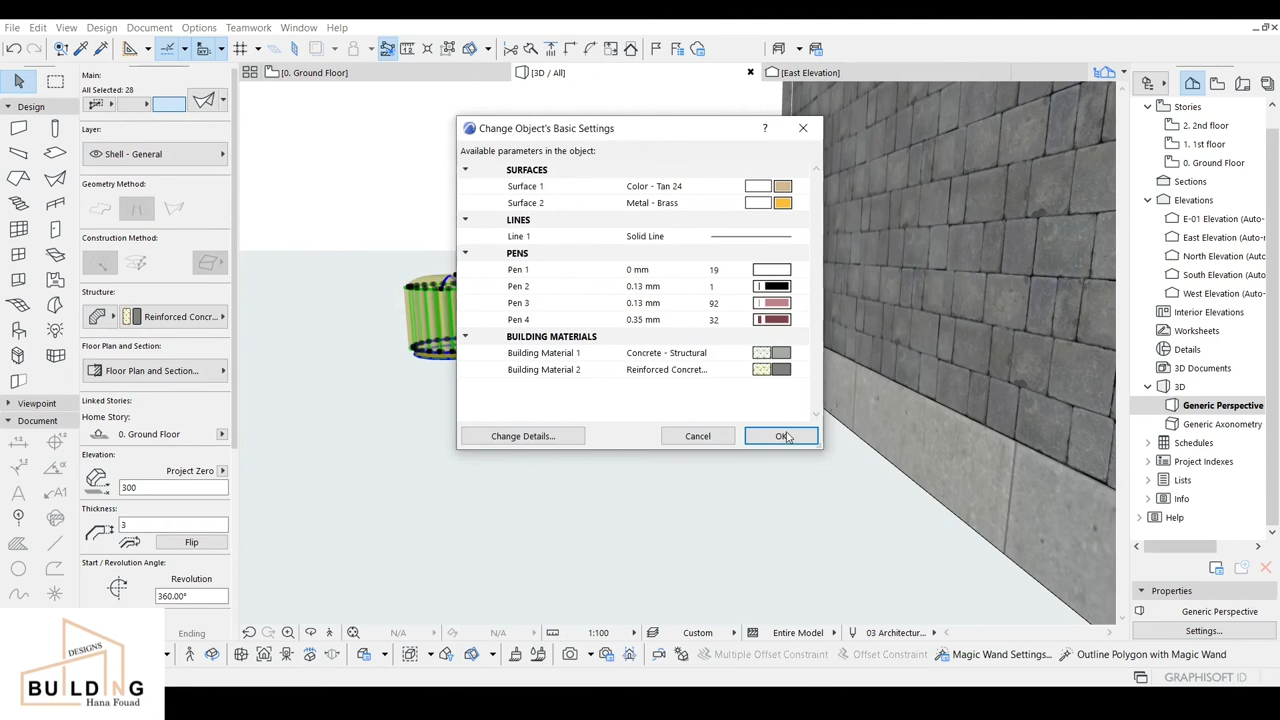 File Edit View Design Document Options Teamwork Window Help
[0. Ground Floor]
[3D / All]
[East Elevation]
Main:
All Selected: 28
Design
Layer:
Shell - General
Geometry Method:
Construction Method:
Structure:
Reinforced Concr...
Floor Plan and Section:
Floor Plan and Section...
Viewpoint
Document
Linked Stories:
Home Story:
0. Ground Floor
Elevation:
Project Zero
300
Thickness:
3
Flip
Start / Revolution Angle:
Revolution
360.00°
Ending
Change Object's Basic Settings
Available parameters in the object:
SURFACES
Surface 1 Color - Tan 24
Surface 2 Metal - Brass
LINES
Line 1 Solid Line
PENS
Pen 1 0 mm 19
Pen 2 0.13 mm 1
Pen 3 0.13 mm 92
Pen 4 0.35 mm 32
BUILDING MATERIALS
Building Material 1 Concrete - Structural
Building Material 2 Reinforced Concret...
Change Details... Cancel OK
Stories
2. 2nd floor
1. 1st floor
0. Ground Floor
Sections
Elevations
E-01 Elevation (Auto-
East Elevation (Auto-r
North Elevation (Auto-
South Elevation (Auto-
West Elevation (Auto-
Interior Elevations
Worksheets
Details
3D Documents
3D
Generic Perspective
Generic Axonometry
Schedules
Project Indexes
Lists
Info
Help
Properties
Generic Perspective
Settings...
N/A N/A 1:100 Custom Entire Model 03 Architectur...
Multiple Offset Constraint Offset Constraint Magic Wand Settings... Outline Polygon with Magic Wand
GRAPHISOFT ID
DESIGNS
BUILDING
Hana Fouad